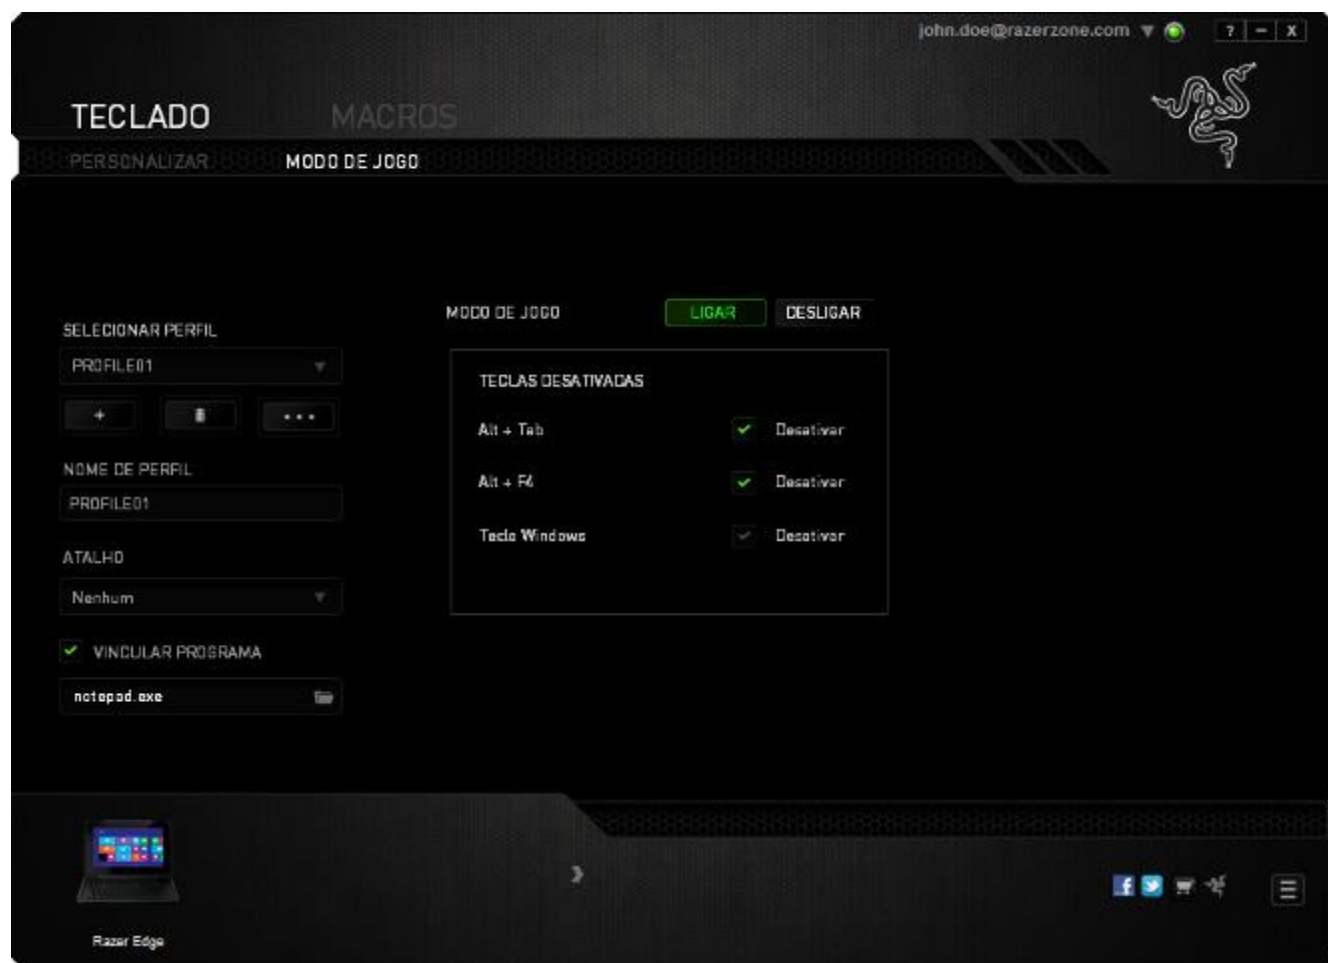 john.doe@razerzone.com ? – X
TECLADO MACROS
PERSONALIZAR MODO DE JOGO
SELECIONAR PERFIL
PROFILE01
+ ...
NOME DE PERFIL
PROFILE01
ATALHO
Nenhum
VINCULAR PROGRAMA
notepad.exe
MODO DE JOGO LIGAR DESLIGAR
TECLAS DESATIVADAS
Alt + Tab Desativar
Alt + F4 Desativar
Tecla Windows Desativar
Razer Edge